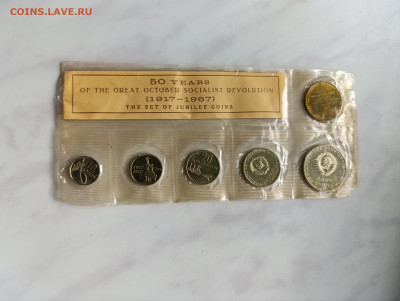 COINS.LAVE.RU
50 YEARS
OF THE GREAT OCTOBER SOCIALIST REVOLUTION
(1917—1967)
THE SET OF JUBILEE COINS